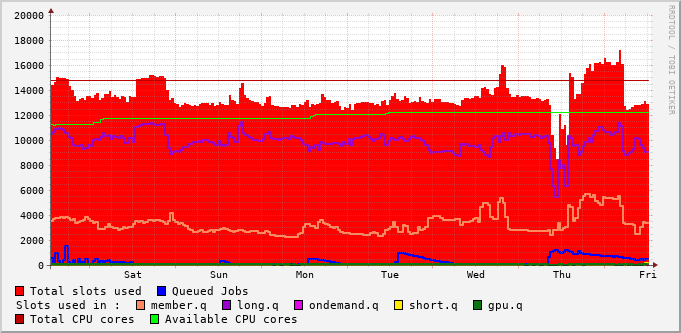 20000
18000
16000
14000
12000
10000
8000
6000
4000
2000
0
Sat Sun Mon Tue Wed Thu Fri
RRDTOOL / TOBI OETIKER
Total slots used Queued Jobs
Slots used in : member.q long.q ondemand.q short.q gpu.q
Total CPU cores Available CPU cores